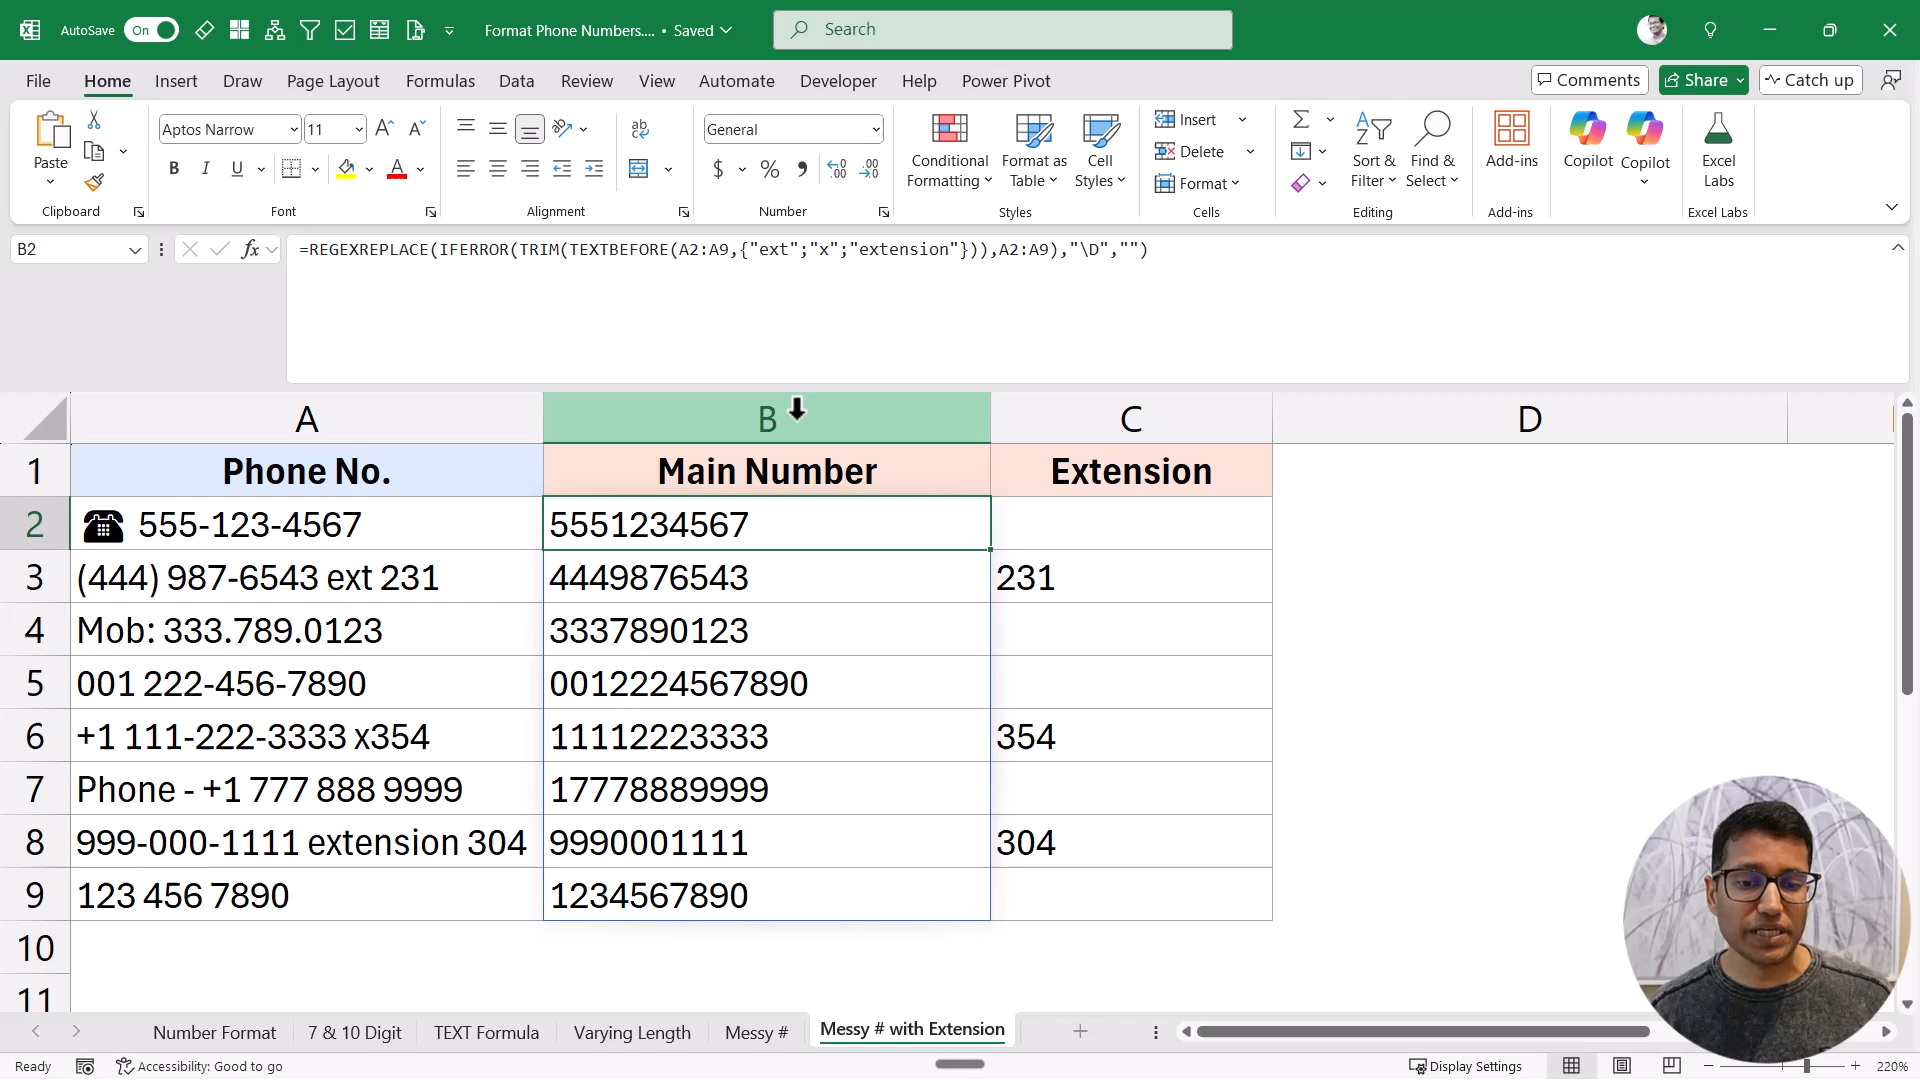 AutoSave On Format Phone Numbers.... • Saved Search
File Home Insert Draw Page Layout Formulas Data Review View Automate Developer Help Power Pivot Comments Share Catch up
Paste Aptos Narrow 11 General Conditional Formatting Format as Table Cell Styles Insert Delete Format Sort & Filter Find & Select Add-ins Copilot Copilot Excel Labs
Clipboard Font Alignment Number Styles Cells Editing Add-ins Excel Labs
B2 fx =REGEXREPLACE(IFERROR(TRIM(TEXTBEFORE(A2:A9,{"ext";"x";"extension"})),A2:A9),"\D","")
A B C D
1 Phone No. Main Number Extension
2 555-123-4567 5551234567
3 (444) 987-6543 ext 231 4449876543 231
4 Mob: 333.789.0123 3337890123
5 001 222-456-7890 0012224567890
6 +1 111-222-3333 x354 11112223333 354
7 Phone - +1 777 888 9999 17778889999
8 999-000-1111 extension 304 9990001111 304
9 123 456 7890 1234567890
10
11
Number Format 7 & 10 Digit TEXT Formula Varying Length Messy # Messy # with Extension
Ready Accessibility: Good to go Display Settings 220%